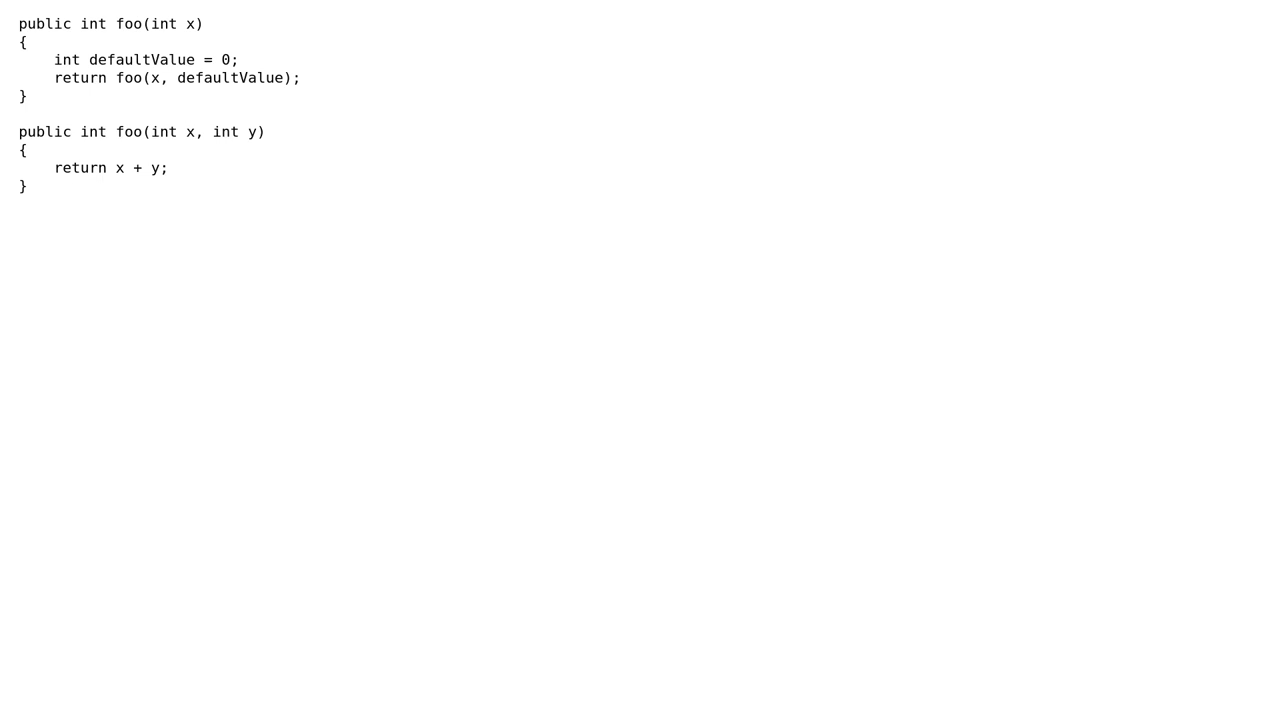 public int foo(int x)
{
    int defaultValue = 0;
    return foo(x, defaultValue);
}

public int foo(int x, int y)
{
    return x + y;
}